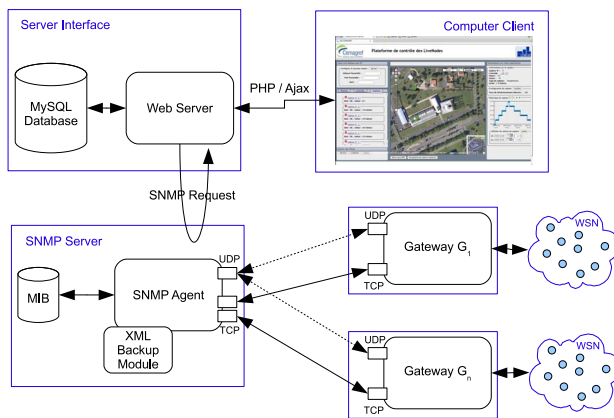 Server Interface
Computer Client
MySQL
Database
Web Server
PHP / Ajax
Cemagref
Plateforme de contrôle des LiveNodes
SNMP Request
SNMP Server
MIB
SNMP Agent
UDP
TCP
XML
Backup
Module
UDP
Gateway G1
TCP
WSN
UDP
Gateway Gn
TCP
WSN